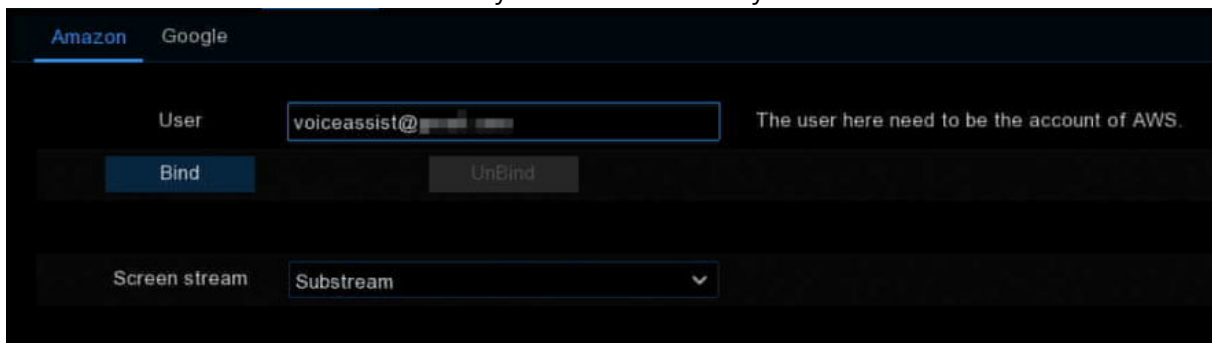 Amazon Google
User voiceassist@ The user here need to be the account of AWS.
Bind UnBind
Screen stream Substream